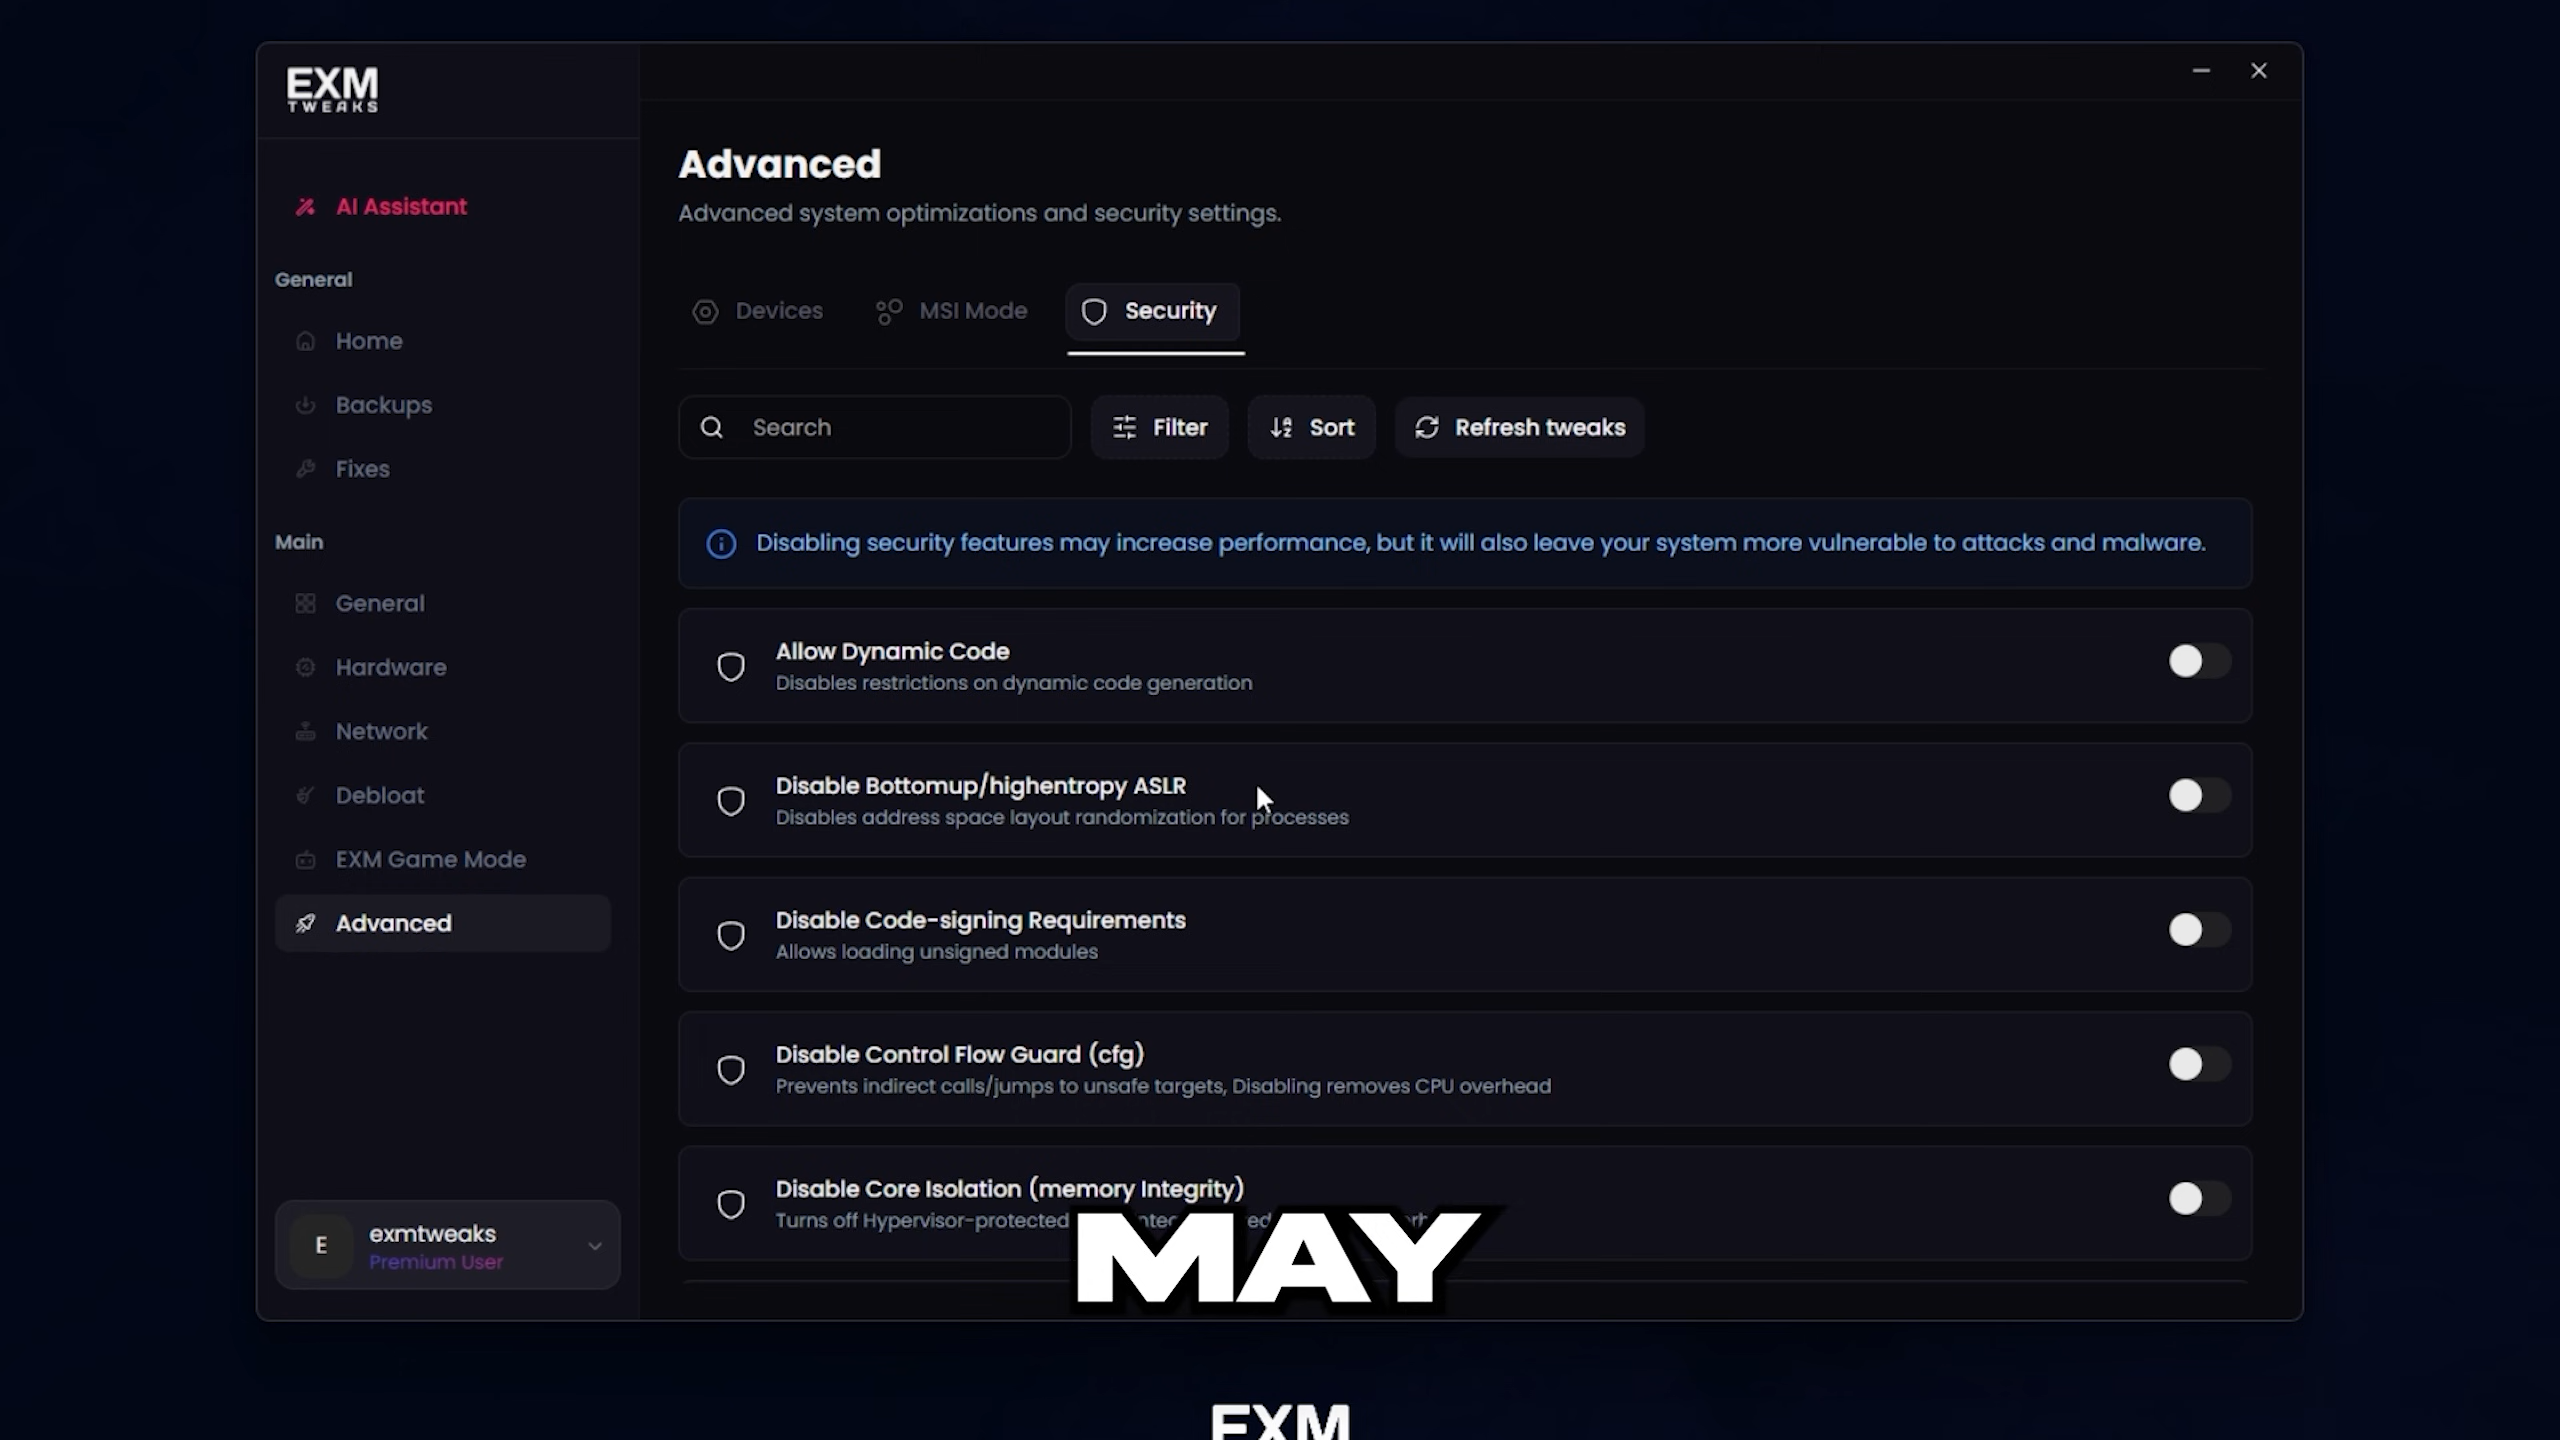 EXM
TWEAKS
AI Assistant
General
Home
Backups
Fixes
Main
General
Hardware
Network
Debloat
EXM Game Mode
Advanced
E
exmtweaks
Premium User
Advanced
Advanced system optimizations and security settings.
Devices
MSI Mode
Security
Search
Filter
Sort
Refresh tweaks
Disabling security features may increase performance, but it will also leave your system more vulnerable to attacks and malware.
Allow Dynamic Code
Disables restrictions on dynamic code generation
Disable Bottomup/highentropy ASLR
Disables address space layout randomization for processes
Disable Code-signing Requirements
Allows loading unsigned modules
Disable Control Flow Guard (cfg)
Prevents indirect calls/jumps to unsafe targets, Disabling removes CPU overhead
Disable Core Isolation (memory Integrity)
Turns off Hypervisor-protected
MAY
EXM